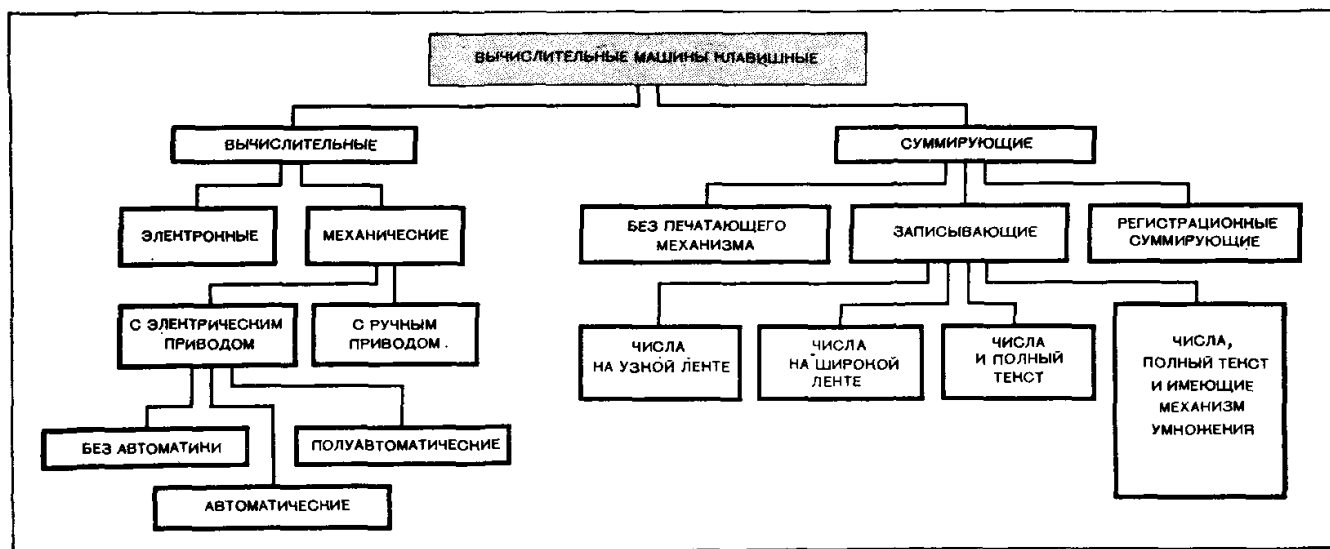 ВЫЧИСЛИТЕЛЬНЫЕ МАШИНЫ КЛАВИШНЫЕ
ВЫЧИСЛИТЕЛЬНЫЕ
СУММИРУЮЩИЕ
ЭЛЕКТРОННЫЕ
МЕХАНИЧЕСКИЕ
БЕЗ ПЕЧАТАЮЩЕГО
МЕХАНИЗМА
ЗАПИСЫВАЮЩИЕ
РЕГИСТРАЦИОННЫЕ
СУММИРУЮЩИЕ
С ЭЛЕКТРИЧЕСКИМ
ПРИВОДОМ
С РУЧНЫМ
ПРИВОДОМ
ЧИСЛА
НА УЗКОЙ ЛЕНТЕ
ЧИСЛА
НА ШИРОКОЙ
ЛЕНТЕ
ЧИСЛА
И ПОЛНЫЙ
ТЕКСТ
ЧИСЛА,
ПОЛНЫЙ ТЕКСТ
И ИМЕЮЩИЕ
МЕХАНИЗМ
УМНОЖЕНИЯ
БЕЗ АВТОМАТИКИ
ПОЛУАВТОМАТИЧЕСКИЕ
АВТОМАТИЧЕСКИЕ